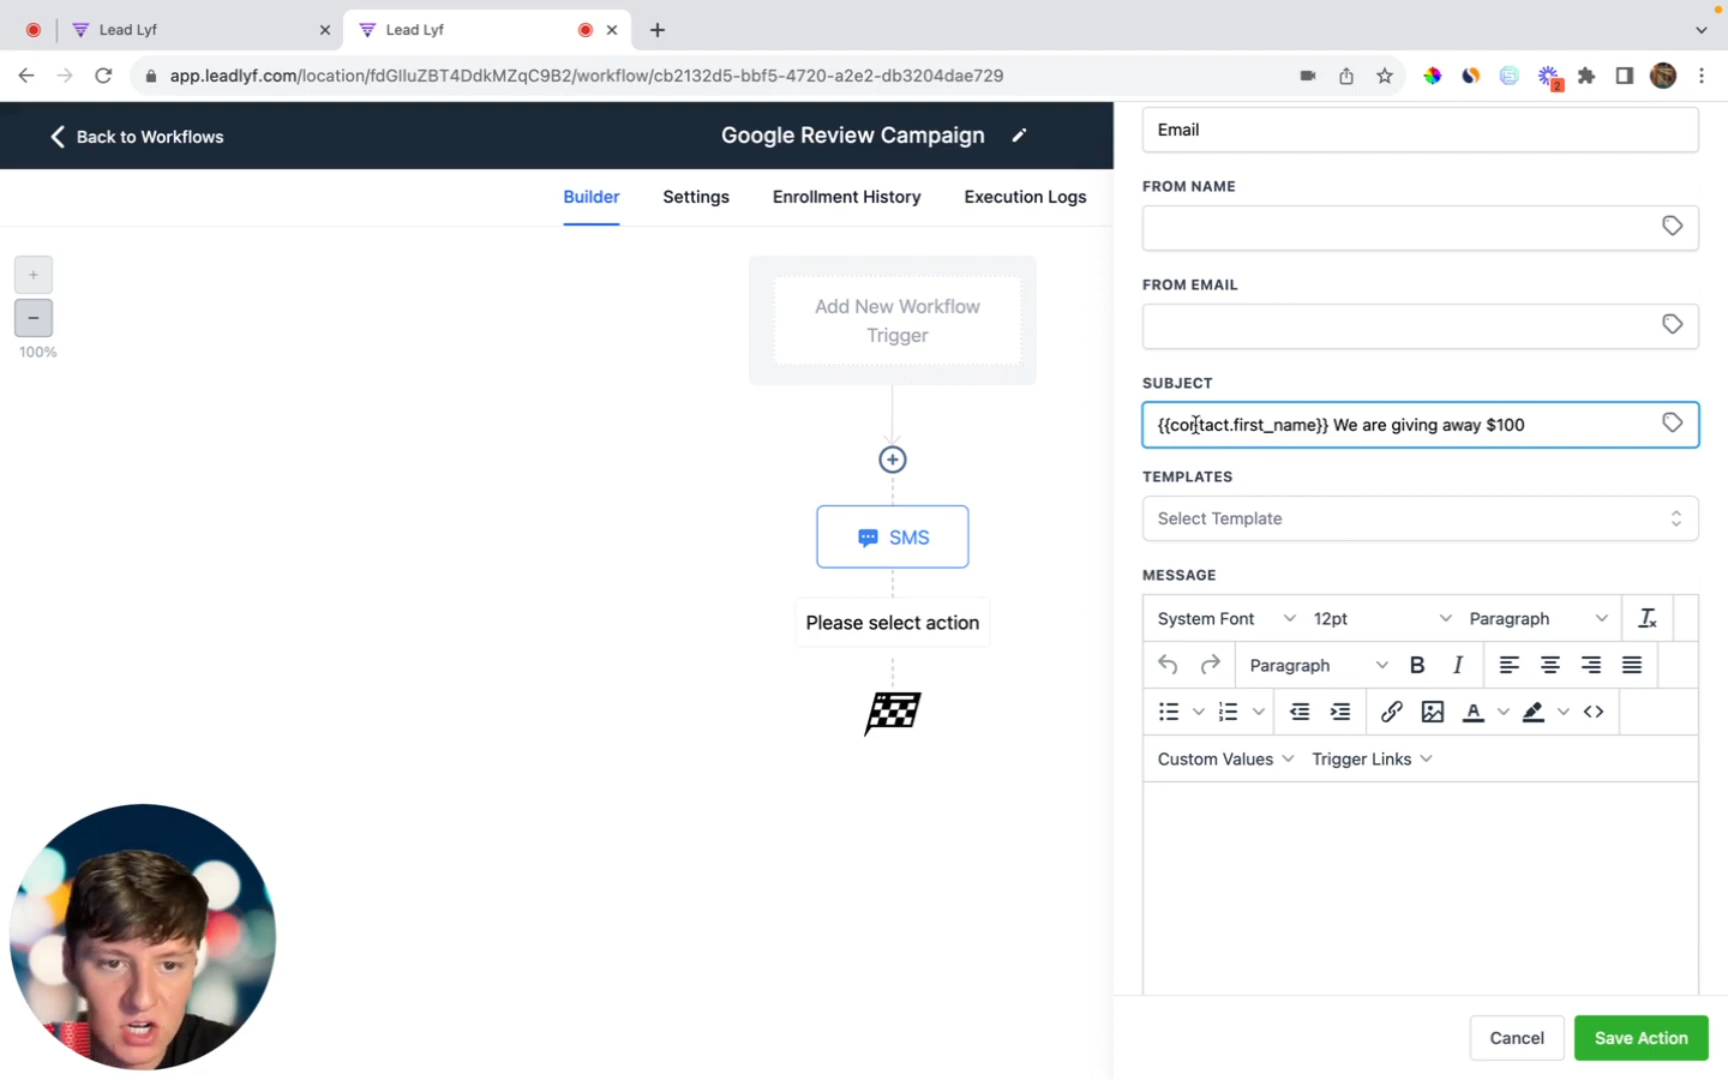 Lead Lyf
Lead Lyf
app.leadlyf.com/location/fdGlluZBT4DdkMZqC9B2/workflow/cb2132d5-bbf5-4720-a2e2-db3204dae729
2
Back to Workflows
Google Review Campaign
Builder
Settings
Enrollment History
Execution Logs
100%
Add New Workflow
Trigger
SMS
Please select action
Email
FROM NAME
FROM EMAIL
SUBJECT
{{contact.first_name}} We are giving away $100
TEMPLATES
Select Template
MESSAGE
System Font
12pt
Paragraph
Paragraph
B
I
Custom Values
Trigger Links
Cancel
Save Action